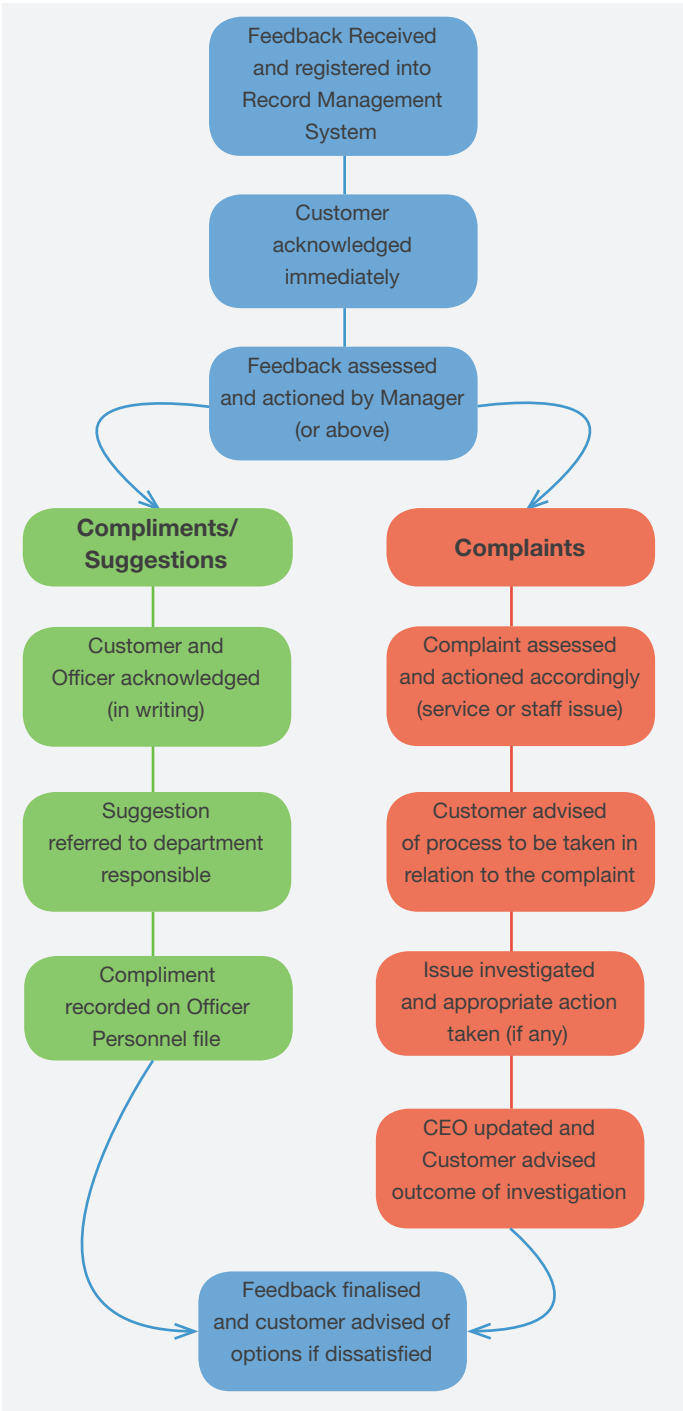 Feedback Received
and registered into
Record Management
System
Customer
acknowledged
immediately
Feedback assessed
and actioned by Manager
(or above)
Compliments/
Suggestions
Customer and
Officer acknowledged
(in writing)
Suggestion
referred to department
responsible
Compliment
recorded on Officer
Personnel file
Complaints
Complaint assessed
and actioned accordingly
(service or staff issue)
Customer advised
of process to be taken in
relation to the complaint
Issue investigated
and appropriate action
taken (if any)
CEO updated and
Customer advised
outcome of investigation
Feedback finalised
and customer advised of
options if dissatisfied